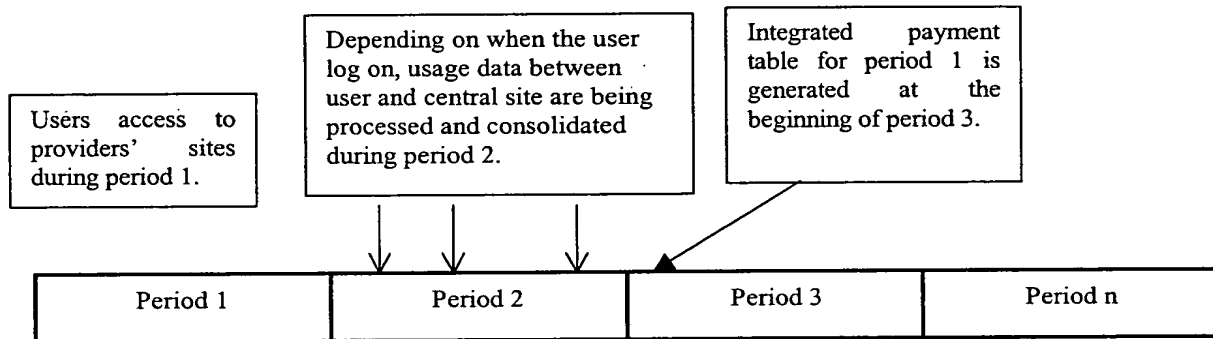 Users access to
providers' sites
during period 1.
Depending on when the user
log on, usage data between
user and central site are being
processed and consolidated
during period 2.
Integrated payment
table for period 1 is
generated at the
beginning of period 3.
Period 1
Period 2
Period 3
Period n